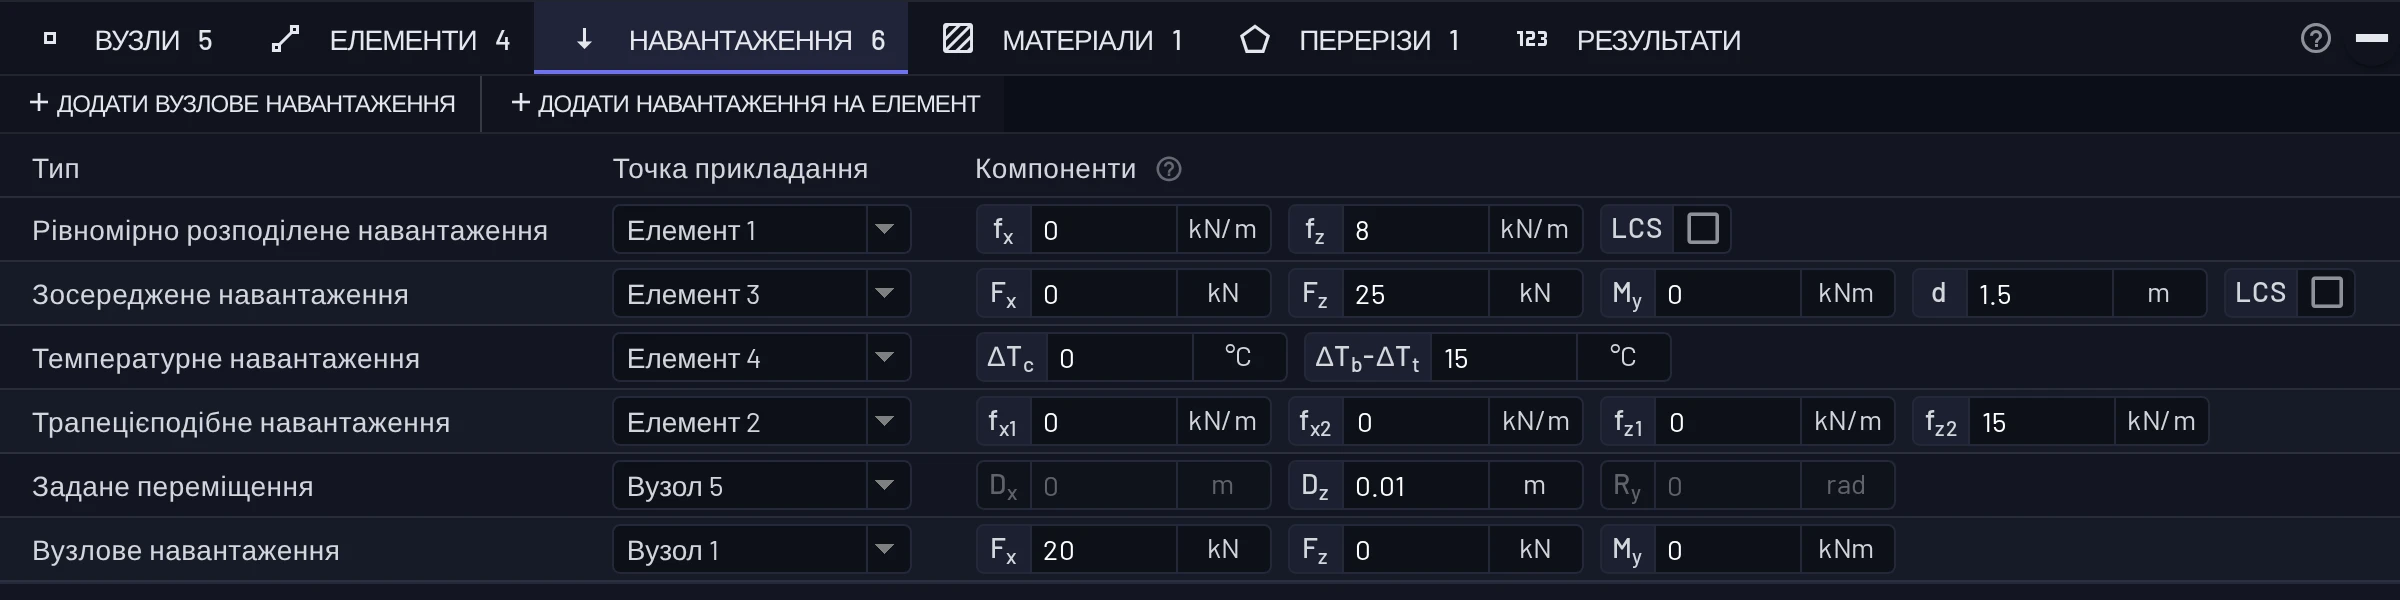 ВУЗЛИ 5 ЕЛЕМЕНТИ 4 НАВАНТАЖЕННЯ 6 МАТЕРІАЛИ 1 ПЕРЕРІЗИ 1 123 РЕЗУЛЬТАТИ ?
+ ДОДАТИ ВУЗЛОВЕ НАВАНТАЖЕННЯ + ДОДАТИ НАВАНТАЖЕННЯ НА ЕЛЕМЕНТ
Тип Точка прикладання Компоненти ?
Рівномірно розподілене навантаження Елемент 1 fx 0 kN/m fz 8 kN/m LCS
Зосереджене навантаження Елемент 3 Fx 0 kN Fz 25 kN My 0 kNm d 1.5 m LCS
Температурне навантаження Елемент 4 ΔTc 0 °C ΔTb-ΔTt 15 °C
Трапецієподібне навантаження Елемент 2 fx1 0 kN/m fx2 0 kN/m fz1 0 kN/m fz2 15 kN/m
Задане переміщення Вузол 5 Dx 0 m Dz 0.01 m Ry 0 rad
Вузлове навантаження Вузол 1 Fx 20 kN Fz 0 kN My 0 kNm